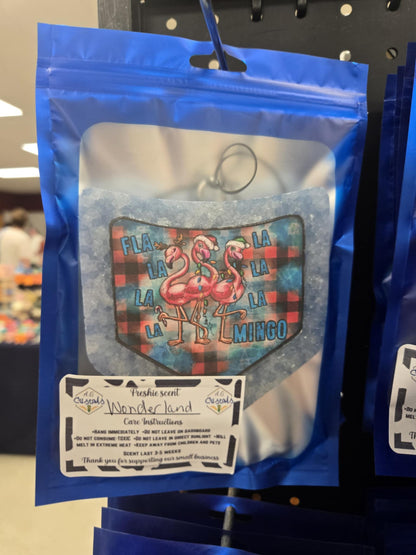 FLA LA
LA LA
LA LA
LA MINGO
Freshie scent
Wonderland
Care Instructions
•HANG IMMEDIATELY •DO NOT LEAVE ON DASHBOARD
•DO NOT CONSUME-TOXIC •DO NOT LEAVE IN DIRECT SUNLIGHT •WILL
MELT IN EXTREME HEAT •KEEP AWAY FROM CHILDREN AND PETS
SCENT LAST 3-5 WEEKS
Thank you for supporting our small business